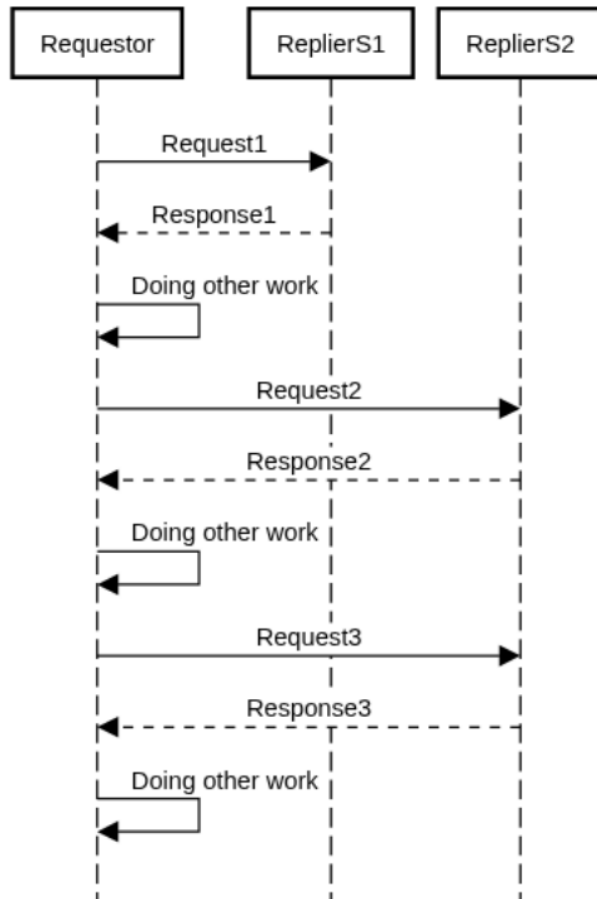 Requestor
ReplierS1
ReplierS2
Request1
Response1
Doing other work
Request2
Response2
Doing other work
Request3
Response3
Doing other work